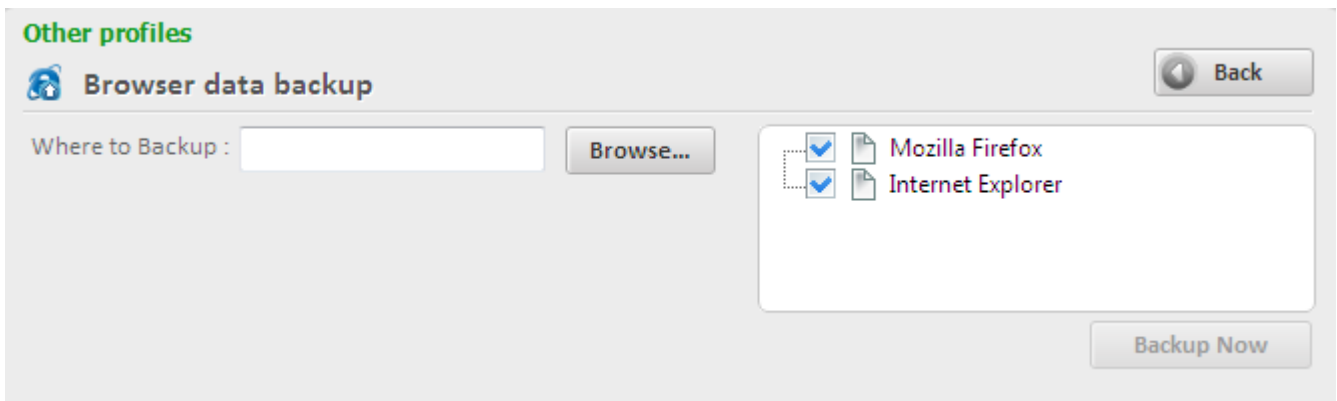 Other profiles
Browser data backup
Back
Where to Backup :
Browse...
Mozilla Firefox
Internet Explorer
Backup Now